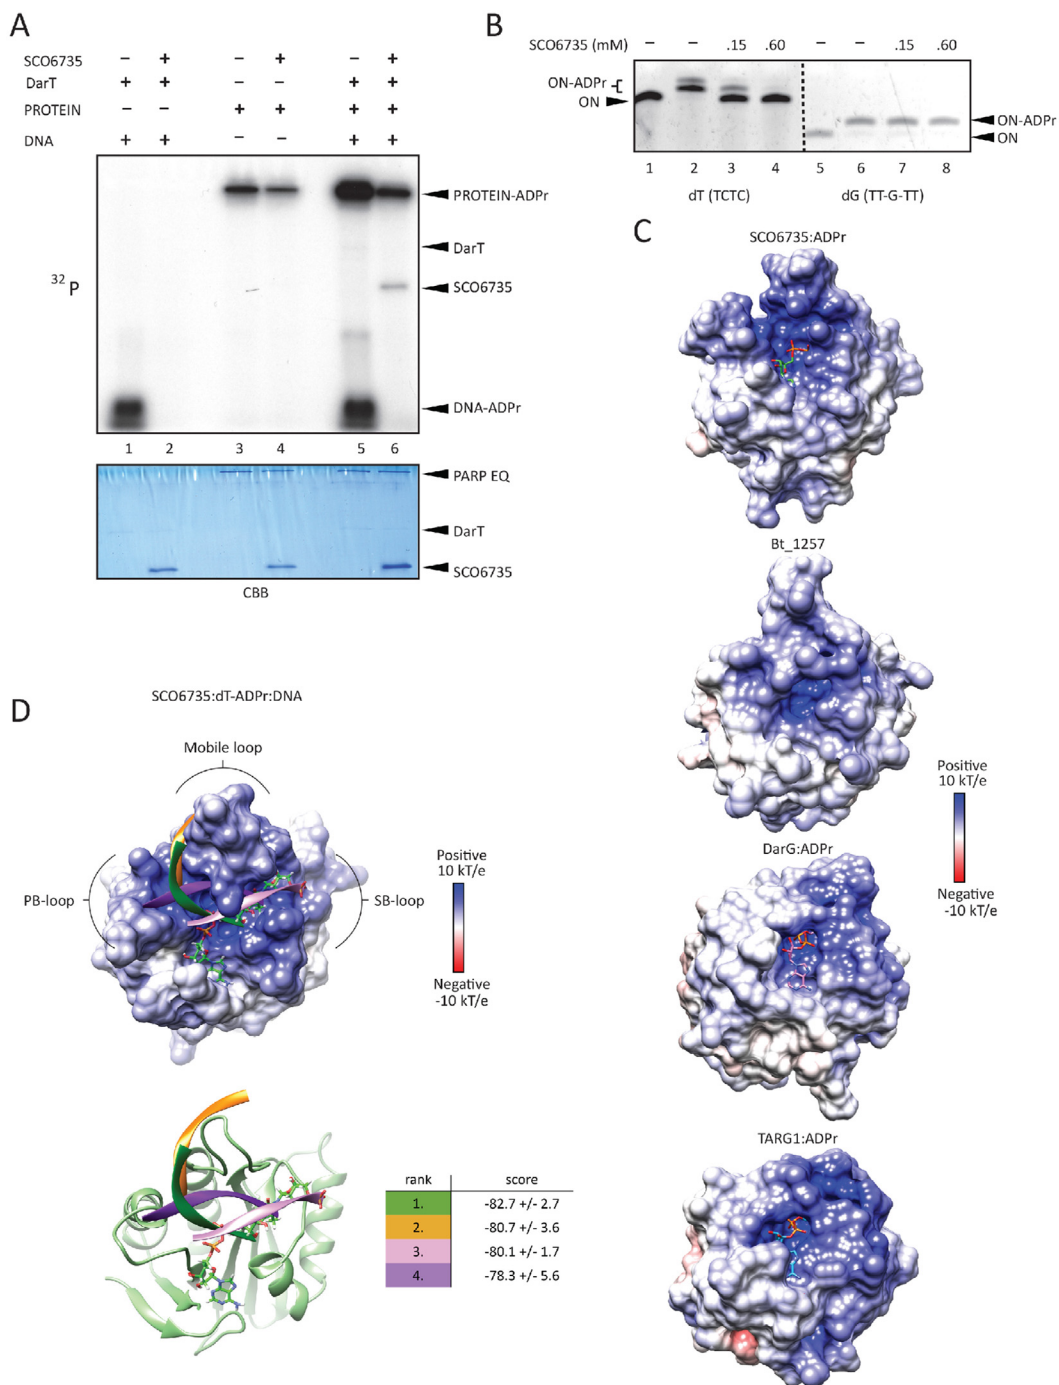 A
SCO6735 − + − + − +
DarT + + − − + +
PROTEIN − − + + + +
DNA + + − − + +
PROTEIN-ADPr
DarT
32P
SCO6735
DNA-ADPr
1 2 3 4 5 6
PARP EQ
DarT
SCO6735
CBB
B
SCO6735 (mM) − − .15 .60 − − .15 .60
ON-ADPr
ON
ON-ADPr
ON
1 2 3 4 5 6 7 8
dT (TCTC) dG (TT-G-TT)
C
SCO6735:ADPr
Bt_1257
Positive
10 kT/e
Negative
-10 kT/e
DarG:ADPr
TARG1:ADPr
D
SCO6735:dT-ADPr:DNA
Mobile loop
PB-loop
SB-loop
Positive
10 kT/e
Negative
-10 kT/e
rank score
1. -82.7 +/- 2.7
2. -80.7 +/- 3.6
3. -80.1 +/- 1.7
4. -78.3 +/- 5.6